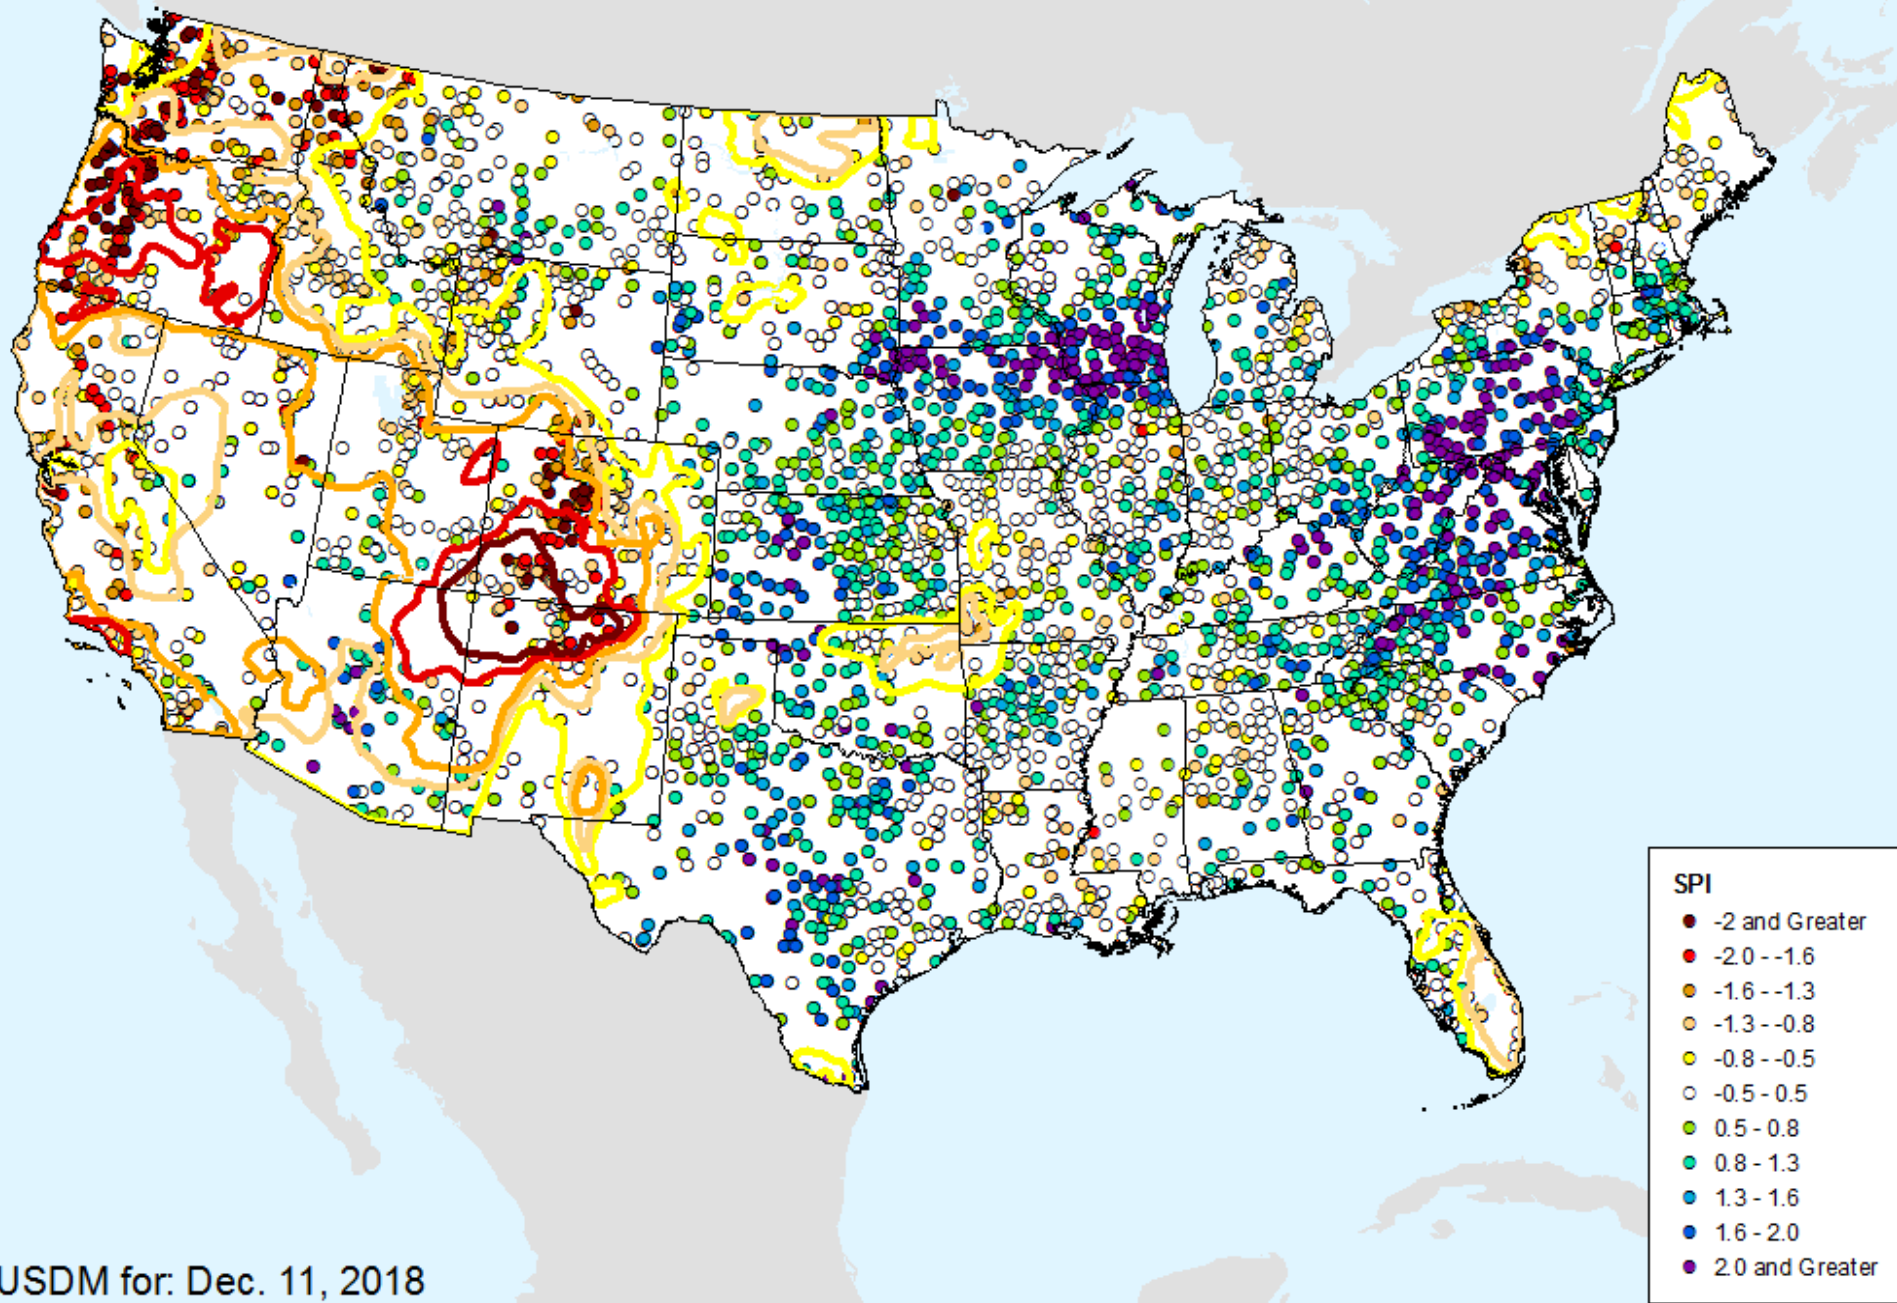 SPI
-2 and Greater
-2.0 - -1.6
-1.6 - -1.3
-1.3 - -0.8
-0.8 - -0.5
-0.5 - 0.5
0.5 - 0.8
0.8 - 1.3
1.3 - 1.6
1.6 - 2.0
2.0 and Greater
USDM for: Dec. 11, 2018